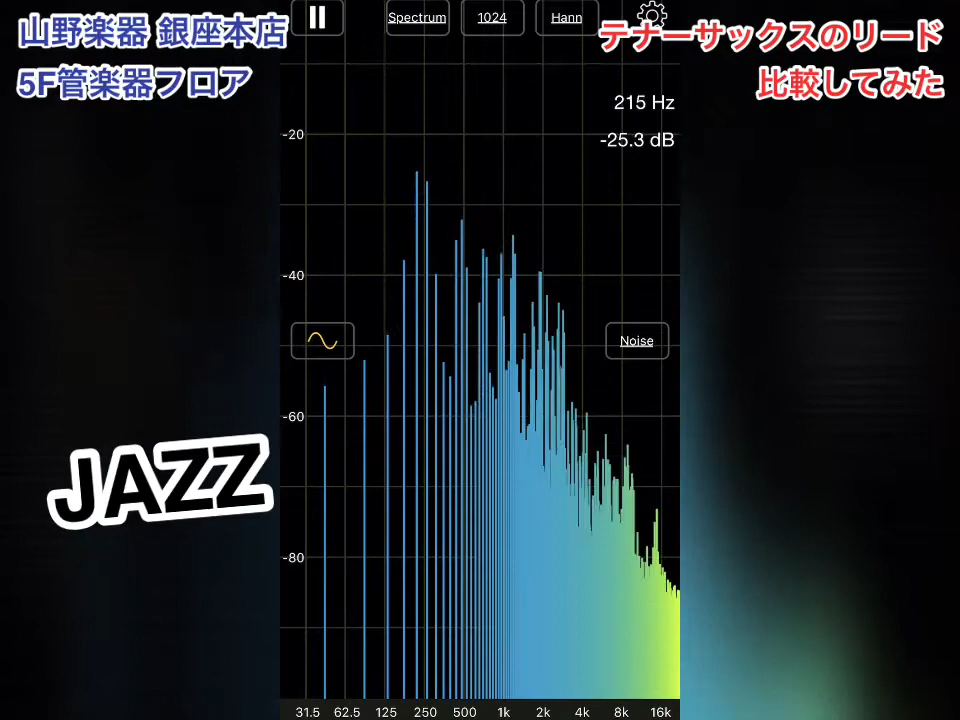 山野楽器 銀座本店
5F管楽器フロア
テナーサックスのリード
比較してみた
Spectrum
1024
Hann
215 Hz
-25.3 dB
-20
-40
Noise
-60
JAZZ
-80
31.5 62.5 125 250 500 1k 2k 4k 8k 16k